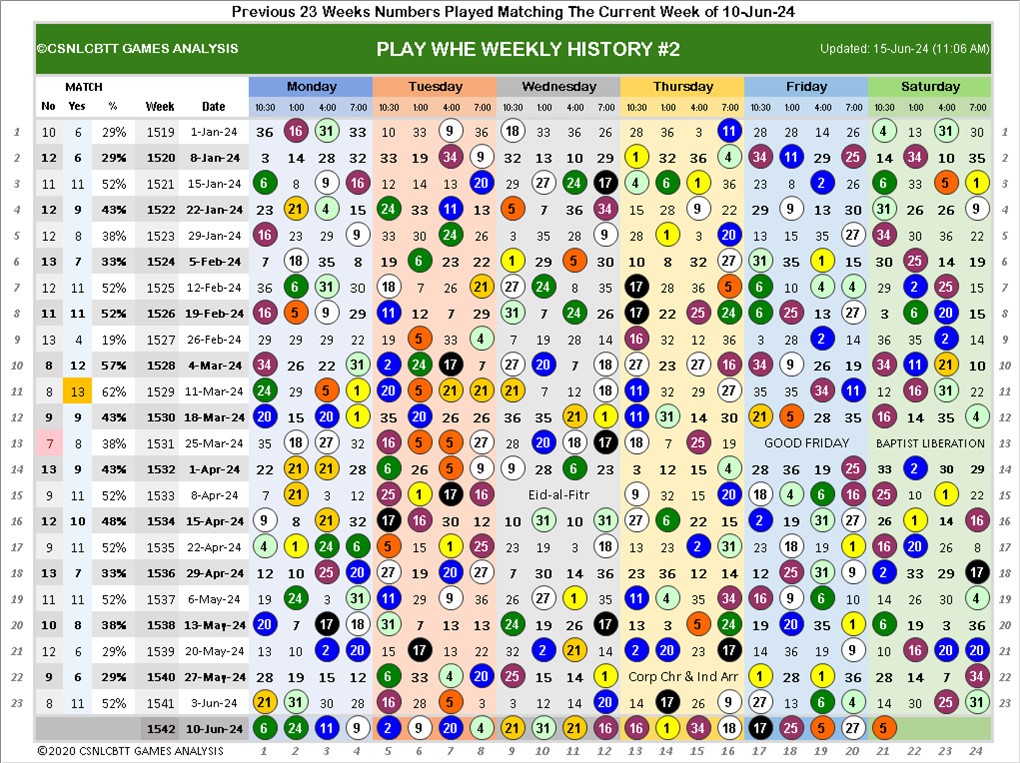 Previous 23 Weeks Numbers Played Matching The Current Week of 10-Jun-24
©CSNLCBTT GAMES ANALYSIS PLAY WHE WEEKLY HISTORY #2 Updated: 15-Jun-24 (11:06 AM)
MATCH Monday Tuesday Wednesday Thursday Friday Saturday
No Yes % Week Date 10:30 1:00 4:00 7:00 10:30 1:00 4:00 7:00 10:30 1:00 4:00 7:00 10:30 1:00 4:00 7:00 10:30 1:00 4:00 7:00 10:30 1:00 4:00 7:00
1 10 6 29% 1519 1-Jan-24 36 16 31 33 10 33 9 36 18 33 36 26 28 36 3 11 28 28 14 26 4 13 31 30 1
2 12 6 29% 1520 8-Jan-24 3 14 28 32 33 19 34 9 32 13 10 29 1 32 36 4 34 11 29 25 14 34 10 35 2
3 11 11 52% 1521 15-Jan-24 6 8 9 16 12 14 13 20 29 27 24 17 4 6 1 36 23 8 2 26 6 33 5 1 3
4 12 9 43% 1522 22-Jan-24 23 21 4 15 24 33 11 13 5 7 36 34 15 28 9 22 29 9 13 30 31 26 26 9 4
5 12 8 38% 1523 29-Jan-24 16 23 29 9 13 33 24 26 3 35 28 9 28 1 3 20 13 15 35 27 34 30 36 22 5
6 13 7 33% 1524 5-Feb-24 7 18 35 8 19 6 23 22 1 29 5 30 10 8 32 27 31 35 1 15 30 25 14 19 6
7 12 11 52% 1525 12-Feb-24 36 6 31 30 18 7 26 21 27 24 8 35 17 28 36 5 6 10 4 4 29 2 25 15 7
8 11 11 52% 1526 19-Feb-24 16 5 9 29 11 12 7 29 31 7 24 26 17 22 25 24 6 25 13 27 3 6 20 15 8
9 13 4 19% 1527 26-Feb-24 29 29 29 22 19 5 33 4 7 19 28 29 16 32 12 36 3 28 2 14 36 35 2 14 9
10 8 12 57% 1528 4-Mar-24 34 26 22 31 2 24 17 7 27 20 7 18 27 23 27 16 34 9 26 29 34 11 21 10 10
11 8 13 62% 1529 11-Mar-24 24 29 5 1 20 5 21 21 21 7 12 18 11 32 22 27 35 35 34 11 12 16 31 22 11
12 9 9 43% 1530 18-Mar-24 20 15 20 1 35 20 26 26 36 35 21 1 11 31 14 30 21 5 28 35 16 14 35 4 12
13 7 8 38% 1531 25-Mar-24 35 18 27 32 16 5 5 27 28 20 18 17 18 7 25 19 GOOD FRIDAY BAPTIST LIBERATION 13
14 13 9 43% 1532 1-Apr-24 22 21 21 28 6 26 5 9 9 28 6 23 3 12 15 4 28 36 19 25 33 2 30 29 14
15 9 11 52% 1533 8-Apr-24 7 21 3 12 25 1 17 16 Eid-al-Fitr 9 32 15 20 18 4 6 16 25 10 1 22 15
16 12 10 48% 1534 15-Apr-24 9 8 21 32 17 16 30 12 10 31 10 31 27 6 22 15 2 19 31 27 26 1 14 16 16
17 9 11 52% 1535 22-Apr-24 4 1 24 6 5 15 1 25 23 19 3 18 13 23 2 31 23 18 19 1 16 20 26 8 17
18 13 7 33% 1536 29-Apr-24 12 10 25 20 27 19 20 27 7 30 14 36 23 36 12 14 12 25 31 9 2 33 29 17 18
19 11 11 52% 1537 6-May-24 19 24 3 31 11 29 9 36 26 27 1 35 11 4 35 34 16 9 6 10 14 26 30 4 19
20 10 8 38% 1538 13-May-24 20 7 17 18 31 7 13 13 24 19 26 17 13 3 5 24 19 20 35 1 6 19 3 36 20
21 12 6 29% 1539 20-May-24 13 10 2 20 15 17 13 22 32 2 21 14 2 20 23 17 14 36 19 9 10 16 20 20 21
22 9 6 29% 1540 27-May-24 28 19 15 12 6 33 4 20 25 15 14 1 Corp Chr & Ind Arr 1 28 1 36 28 14 7 34 22
23 8 11 52% 1541 3-Jun-24 21 31 30 28 16 28 5 3 3 12 14 20 14 17 23 9 27 13 6 4 14 23 25 31 23
1542 10-Jun-24 6 24 11 9 2 9 20 4 21 31 21 16 16 1 34 18 17 25 5 27 5
©2020 CSNLCBTT GAMES ANALYSIS 1 2 3 4 5 6 7 8 9 10 11 12 13 14 15 16 17 18 19 20 21 22 23 24